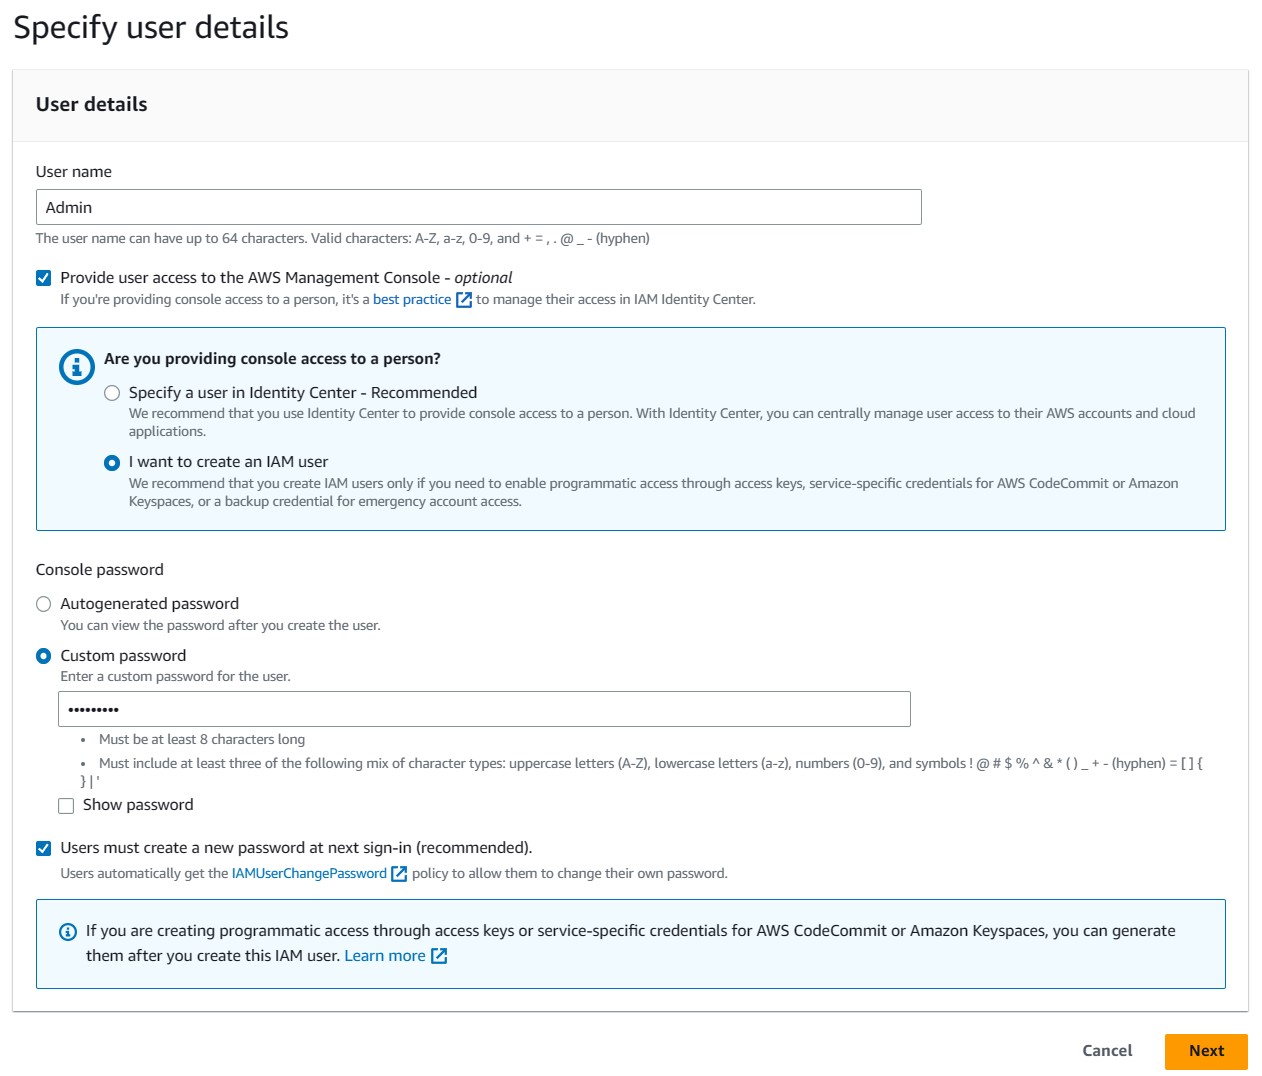 Specify user details
User details
User name
Admin
The user name can have up to 64 characters. Valid characters: A-Z, a-z, 0-9, and + = , . @ _ - (hyphen)
Provide user access to the AWS Management Console - optional
If you're providing console access to a person, it's a best practice to manage their access in IAM Identity Center.
Are you providing console access to a person?
Specify a user in Identity Center - Recommended
We recommend that you use Identity Center to provide console access to a person. With Identity Center, you can centrally manage user access to their AWS accounts and cloud
applications.
I want to create an IAM user
We recommend that you create IAM users only if you need to enable programmatic access through access keys, service-specific credentials for AWS CodeCommit or Amazon
Keyspaces, or a backup credential for emergency account access.
Console password
Autogenerated password
You can view the password after you create the user.
Custom password
Enter a custom password for the user.
•••••••••
• Must be at least 8 characters long
• Must include at least three of the following mix of character types: uppercase letters (A-Z), lowercase letters (a-z), numbers (0-9), and symbols ! @ # $ % ^ & * ( ) _ + - (hyphen) = [ ] {
} | '
Show password
Users must create a new password at next sign-in (recommended).
Users automatically get the IAMUserChangePassword policy to allow them to change their own password.
If you are creating programmatic access through access keys or service-specific credentials for AWS CodeCommit or Amazon Keyspaces, you can generate
them after you create this IAM user. Learn more
Cancel
Next